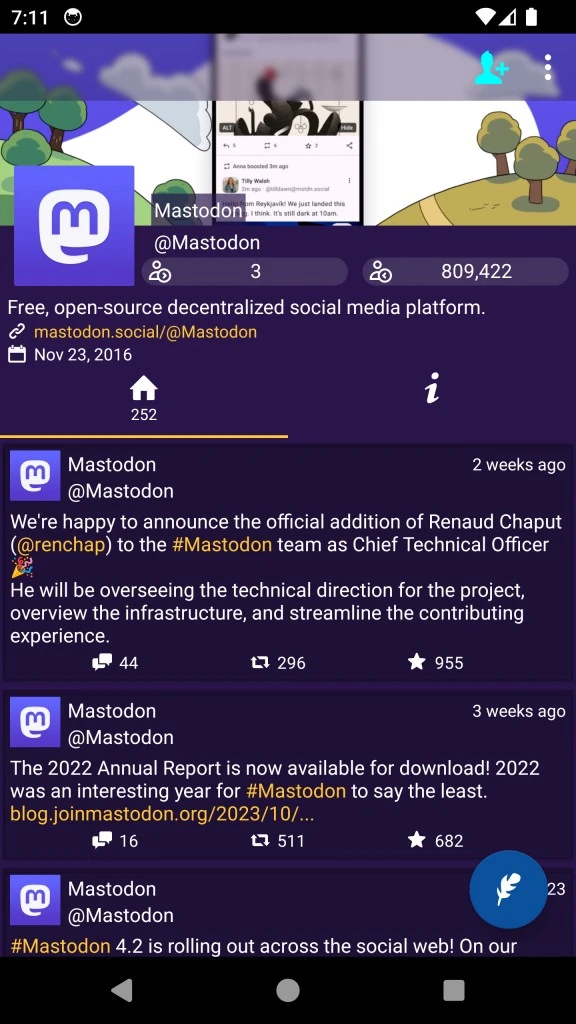 7:11
ALT
Hide
5
6
2
Anna boosted 3m ago
Tilly Walsh
2m ago · @tilldawn@mstdn.social
Hello from Reykjavik! We just landed this
I think. It's still dark at 10am.
Mastodon
@Mastodon
3
809,422
Free, open-source decentralized social media platform.
mastodon.social/@Mastodon
Nov 23, 2016
252
Mastodon
2 weeks ago
@Mastodon
We're happy to announce the official addition of Renaud Chaput
(@renchap) to the #Mastodon team as Chief Technical Officer
🎉
He will be overseeing the technical direction for the project,
overview the infrastructure, and streamline the contributing
experience.
44
296
955
Mastodon
3 weeks ago
@Mastodon
The 2022 Annual Report is now available for download! 2022
was an interesting year for #Mastodon to say the least.
blog.joinmastodon.org/2023/10/...
16
511
682
Mastodon
23
@Mastodon
#Mastodon 4.2 is rolling out across the social web! On our